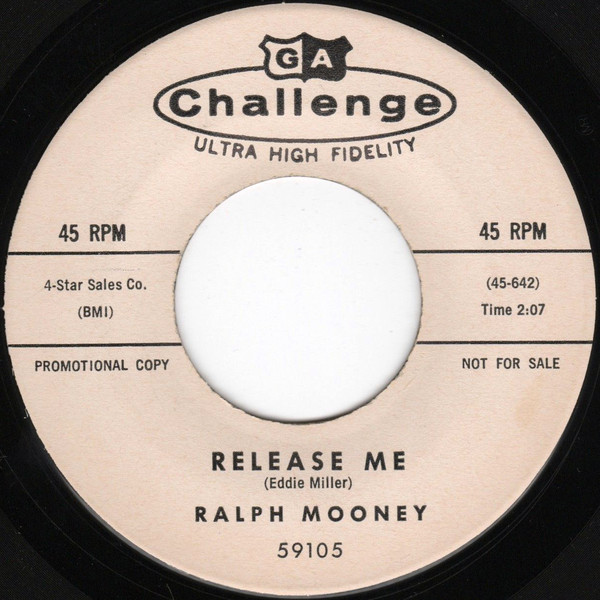 GA
Challenge
ULTRA HIGH FIDELITY
45 RPM
45 RPM
4-Star Sales Co.
(BMI)
(45-642)
Time 2:07
PROMOTIONAL COPY
NOT FOR SALE
RELEASE ME
(Eddie Miller)
RALPH MOONEY
59105